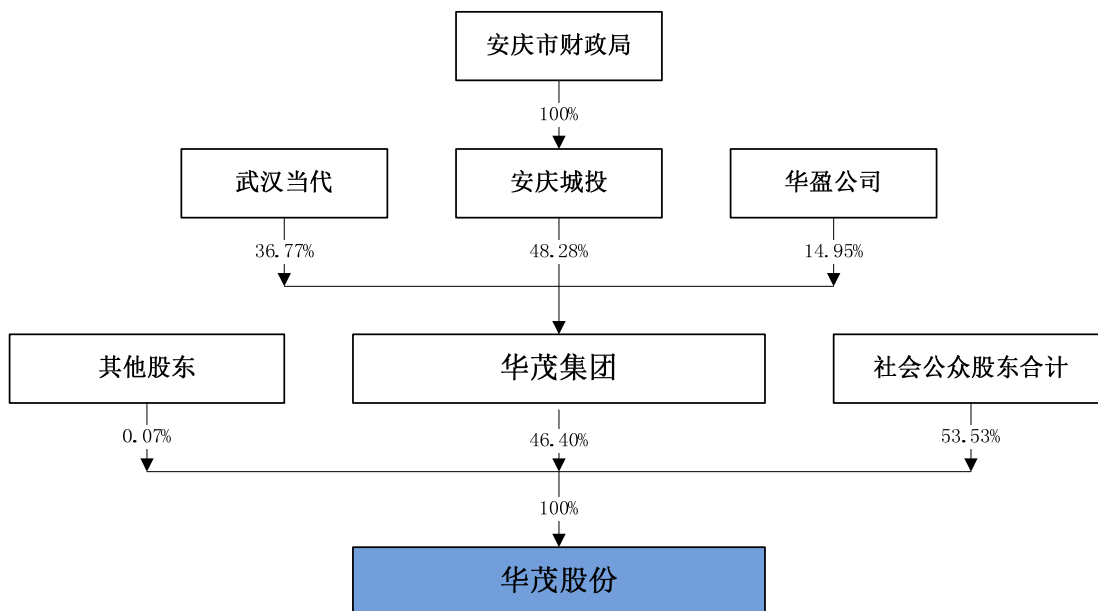 安庆市财政局
100%
武汉当代
安庆城投
华盈公司
36.77%
48.28%
14.95%
其他股东
华茂集团
社会公众股东合计
0.07%
46.40%
53.53%
100%
华茂股份